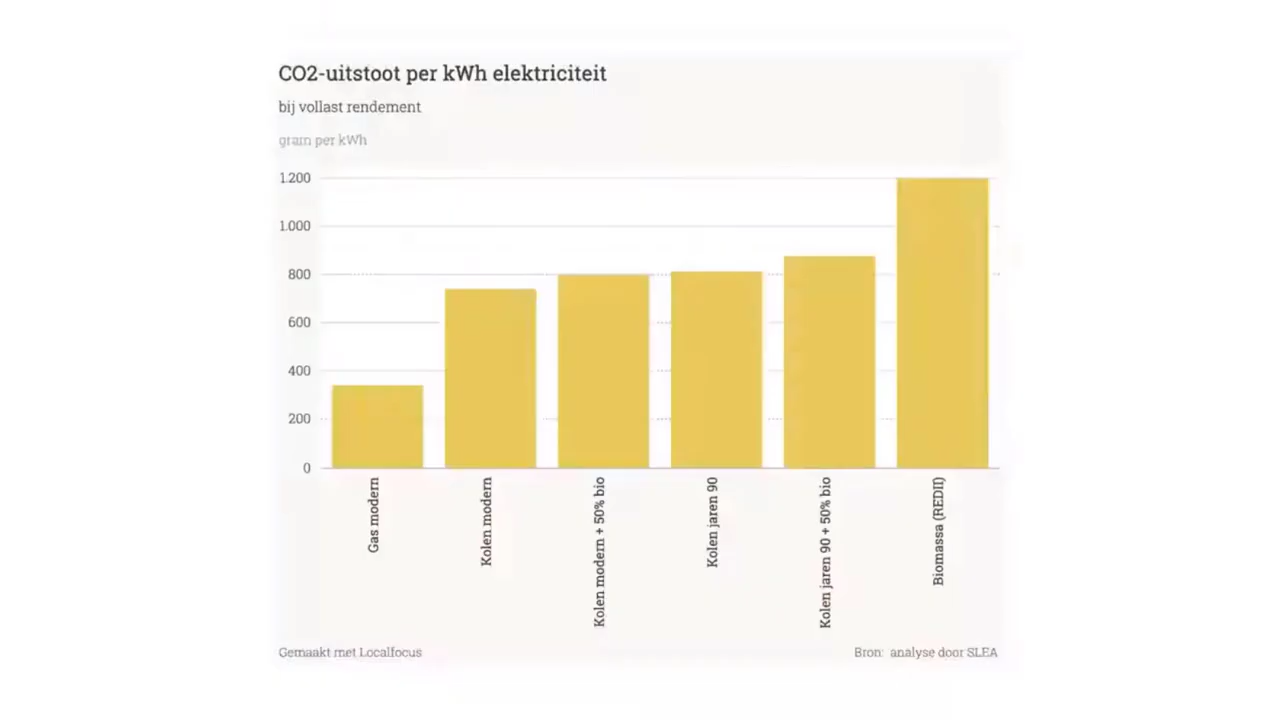 CO2-uitstoot per kWh elektriciteit
bij vollast rendement
gram per kWh
1.200
1.000
800
600
400
200
0
Gas modern
Kolen modern
Kolen modern + 50% bio
Kolen jaren 90
Kolen jaren 90 + 50% bio
Biomassa (REDII)
Gemaakt met Localfocus
Bron: analyse door SLEA